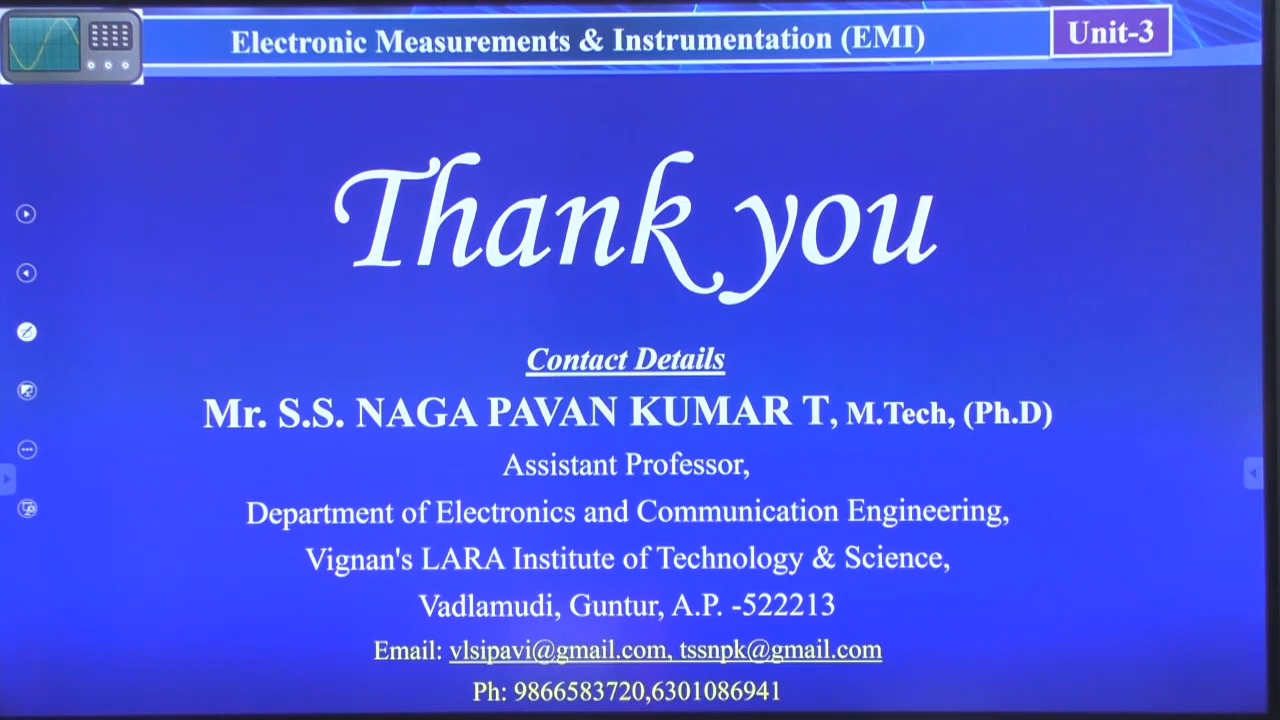 Electronic Measurements & Instrumentation (EMI)
Unit-3
Thank you
Contact Details
Mr. S.S. NAGA PAVAN KUMAR T, M.Tech, (Ph.D)
Assistant Professor,
Department of Electronics and Communication Engineering,
Vignan's LARA Institute of Technology & Science,
Vadlamudi, Guntur, A.P. -522213
Email: vlsipavi@gmail.com, tssnpk@gmail.com
Ph: 9866583720,6301086941